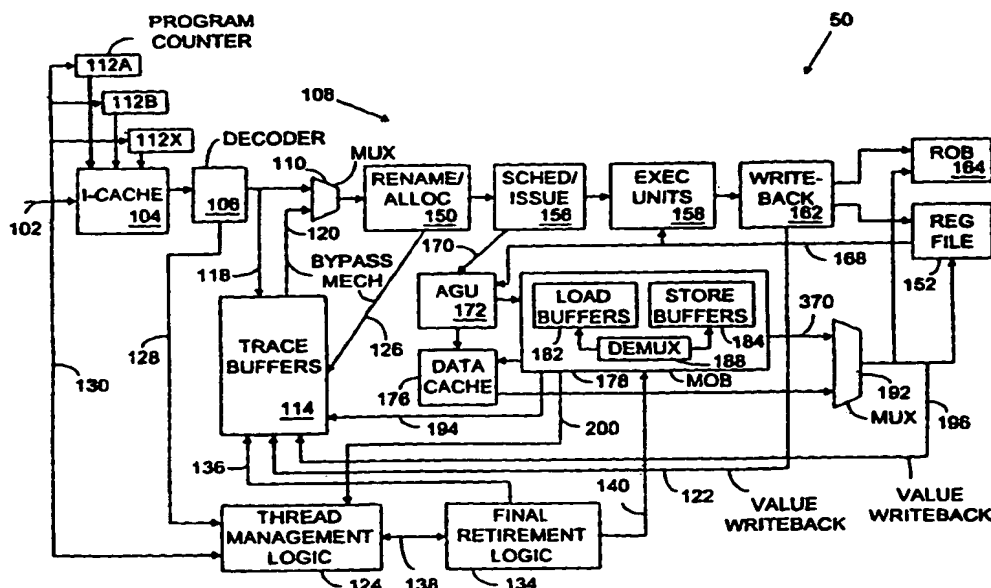 PROGRAM
COUNTER
50
112A
112B
108
DECODER
112X
110
MUX
I-CACHE
104
106
RENAME/
ALLOC
150
SCHED/
ISSUE
156
EXEC
UNITS
158
WRITE-
BACK
162
ROB
164
REG
FILE
102
120
118
BYPASS
MECH
170
168
152
AGU
172
LOAD
BUFFERS
STORE
BUFFERS
370
128
130
TRACE
BUFFERS
114
126
182
184
DEMUX
188
DATA
CACHE
176
178
MOB
192
MUX
194
200
196
136
140
122
VALUE
WRITEBACK
VALUE
WRITEBACK
THREAD
MANAGEMENT
LOGIC
FINAL
RETIREMENT
LOGIC
124
138
134